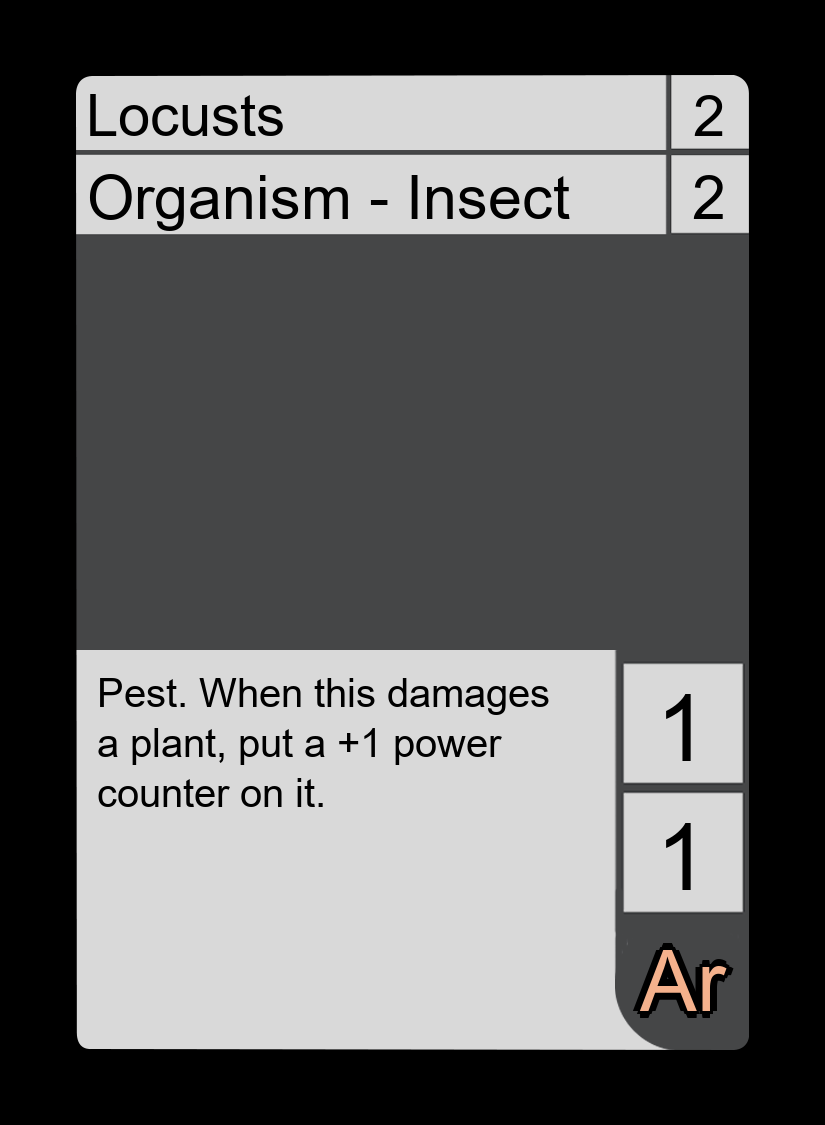 Locusts 2
Organism - Insect 2
Pest. When this damages
a plant, put a +1 power
counter on it.
1
1
Ar